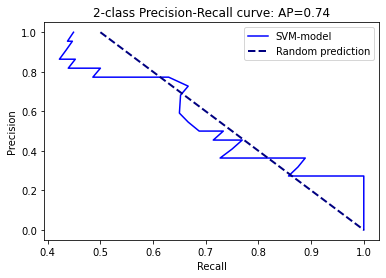 2-class Precision-Recall curve: AP=0.74
SVM-model
Random prediction
Precision
1.0
0.8
0.6
0.4
0.2
0.0
0.4 0.5 0.6 0.7 0.8 0.9 1.0
Recall